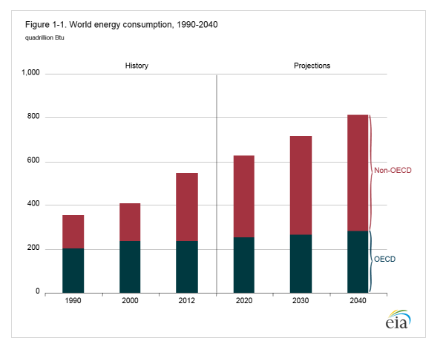 Figure 1-1. World energy consumption, 1990-2040
quadrillion Btu
History Projections
1,000
800
600
Non-OECD
400
200
OECD
0
1990 2000 2012 2020 2030 2040
eia